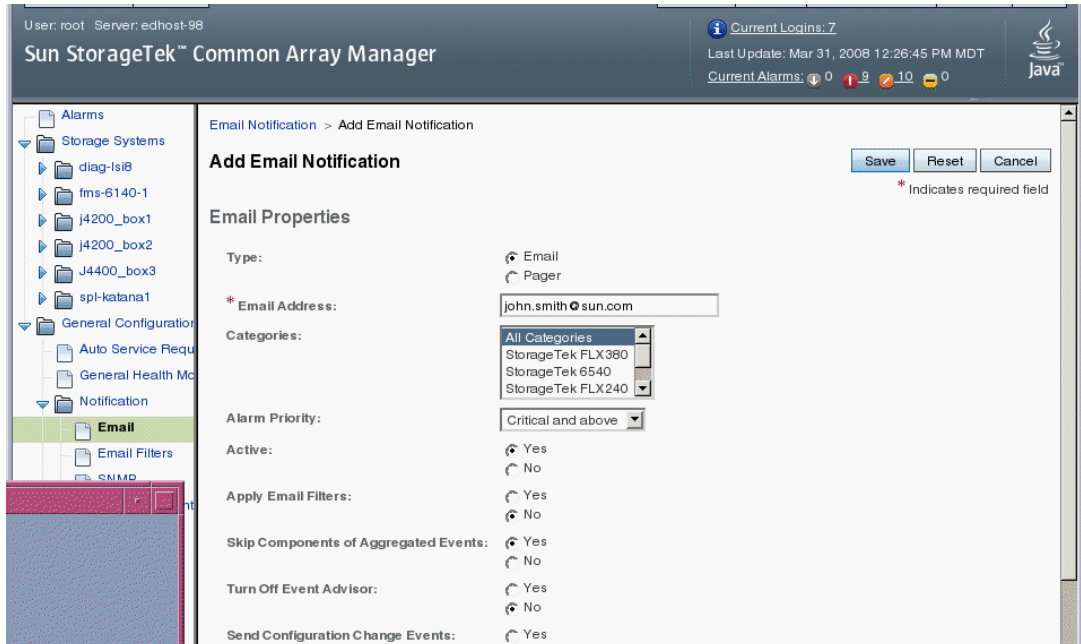 User: root Server: edhost-98
Sun StorageTek™ Common Array Manager
Current Logins: 7
Last Update: Mar 31, 2008 12:26:45 PM MDT
Current Alarms: 0 9 10 0
Java™
Alarms
Storage Systems
diag-lsi8
fms-6140-1
j4200_box1
j4200_box2
J4400_box3
spl-katana1
General Configuration
Auto Service Requ
General Health Mo
Notification
Email
Email Filters
SNMP
nt
Email Notification > Add Email Notification
Add Email Notification
Save Reset Cancel
* Indicates required field
Email Properties
Type: Email
Pager
* Email Address: john.smith@sun.com
Categories: All Categories
StorageTek FLX380
StorageTek 6540
StorageTek FLX240
Alarm Priority: Critical and above
Active: Yes
No
Apply Email Filters: Yes
No
Skip Components of Aggregated Events: Yes
No
Turn Off Event Advisor: Yes
No
Send Configuration Change Events: Yes